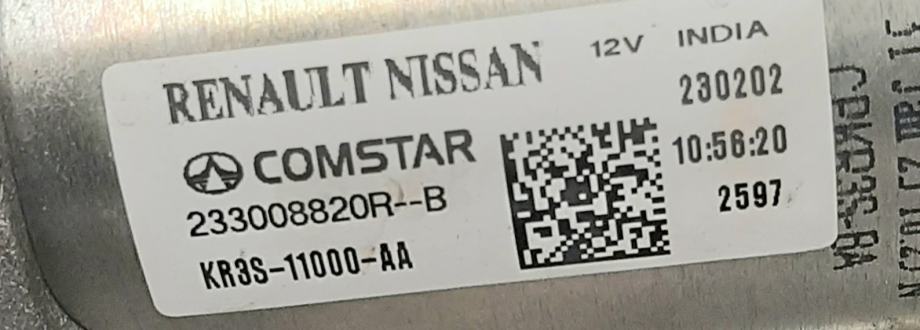 RENAULT NISSAN 12V INDIA
230202
COMSTAR 10:56:20
233008820R--B 2597
KR3S-11000-AA